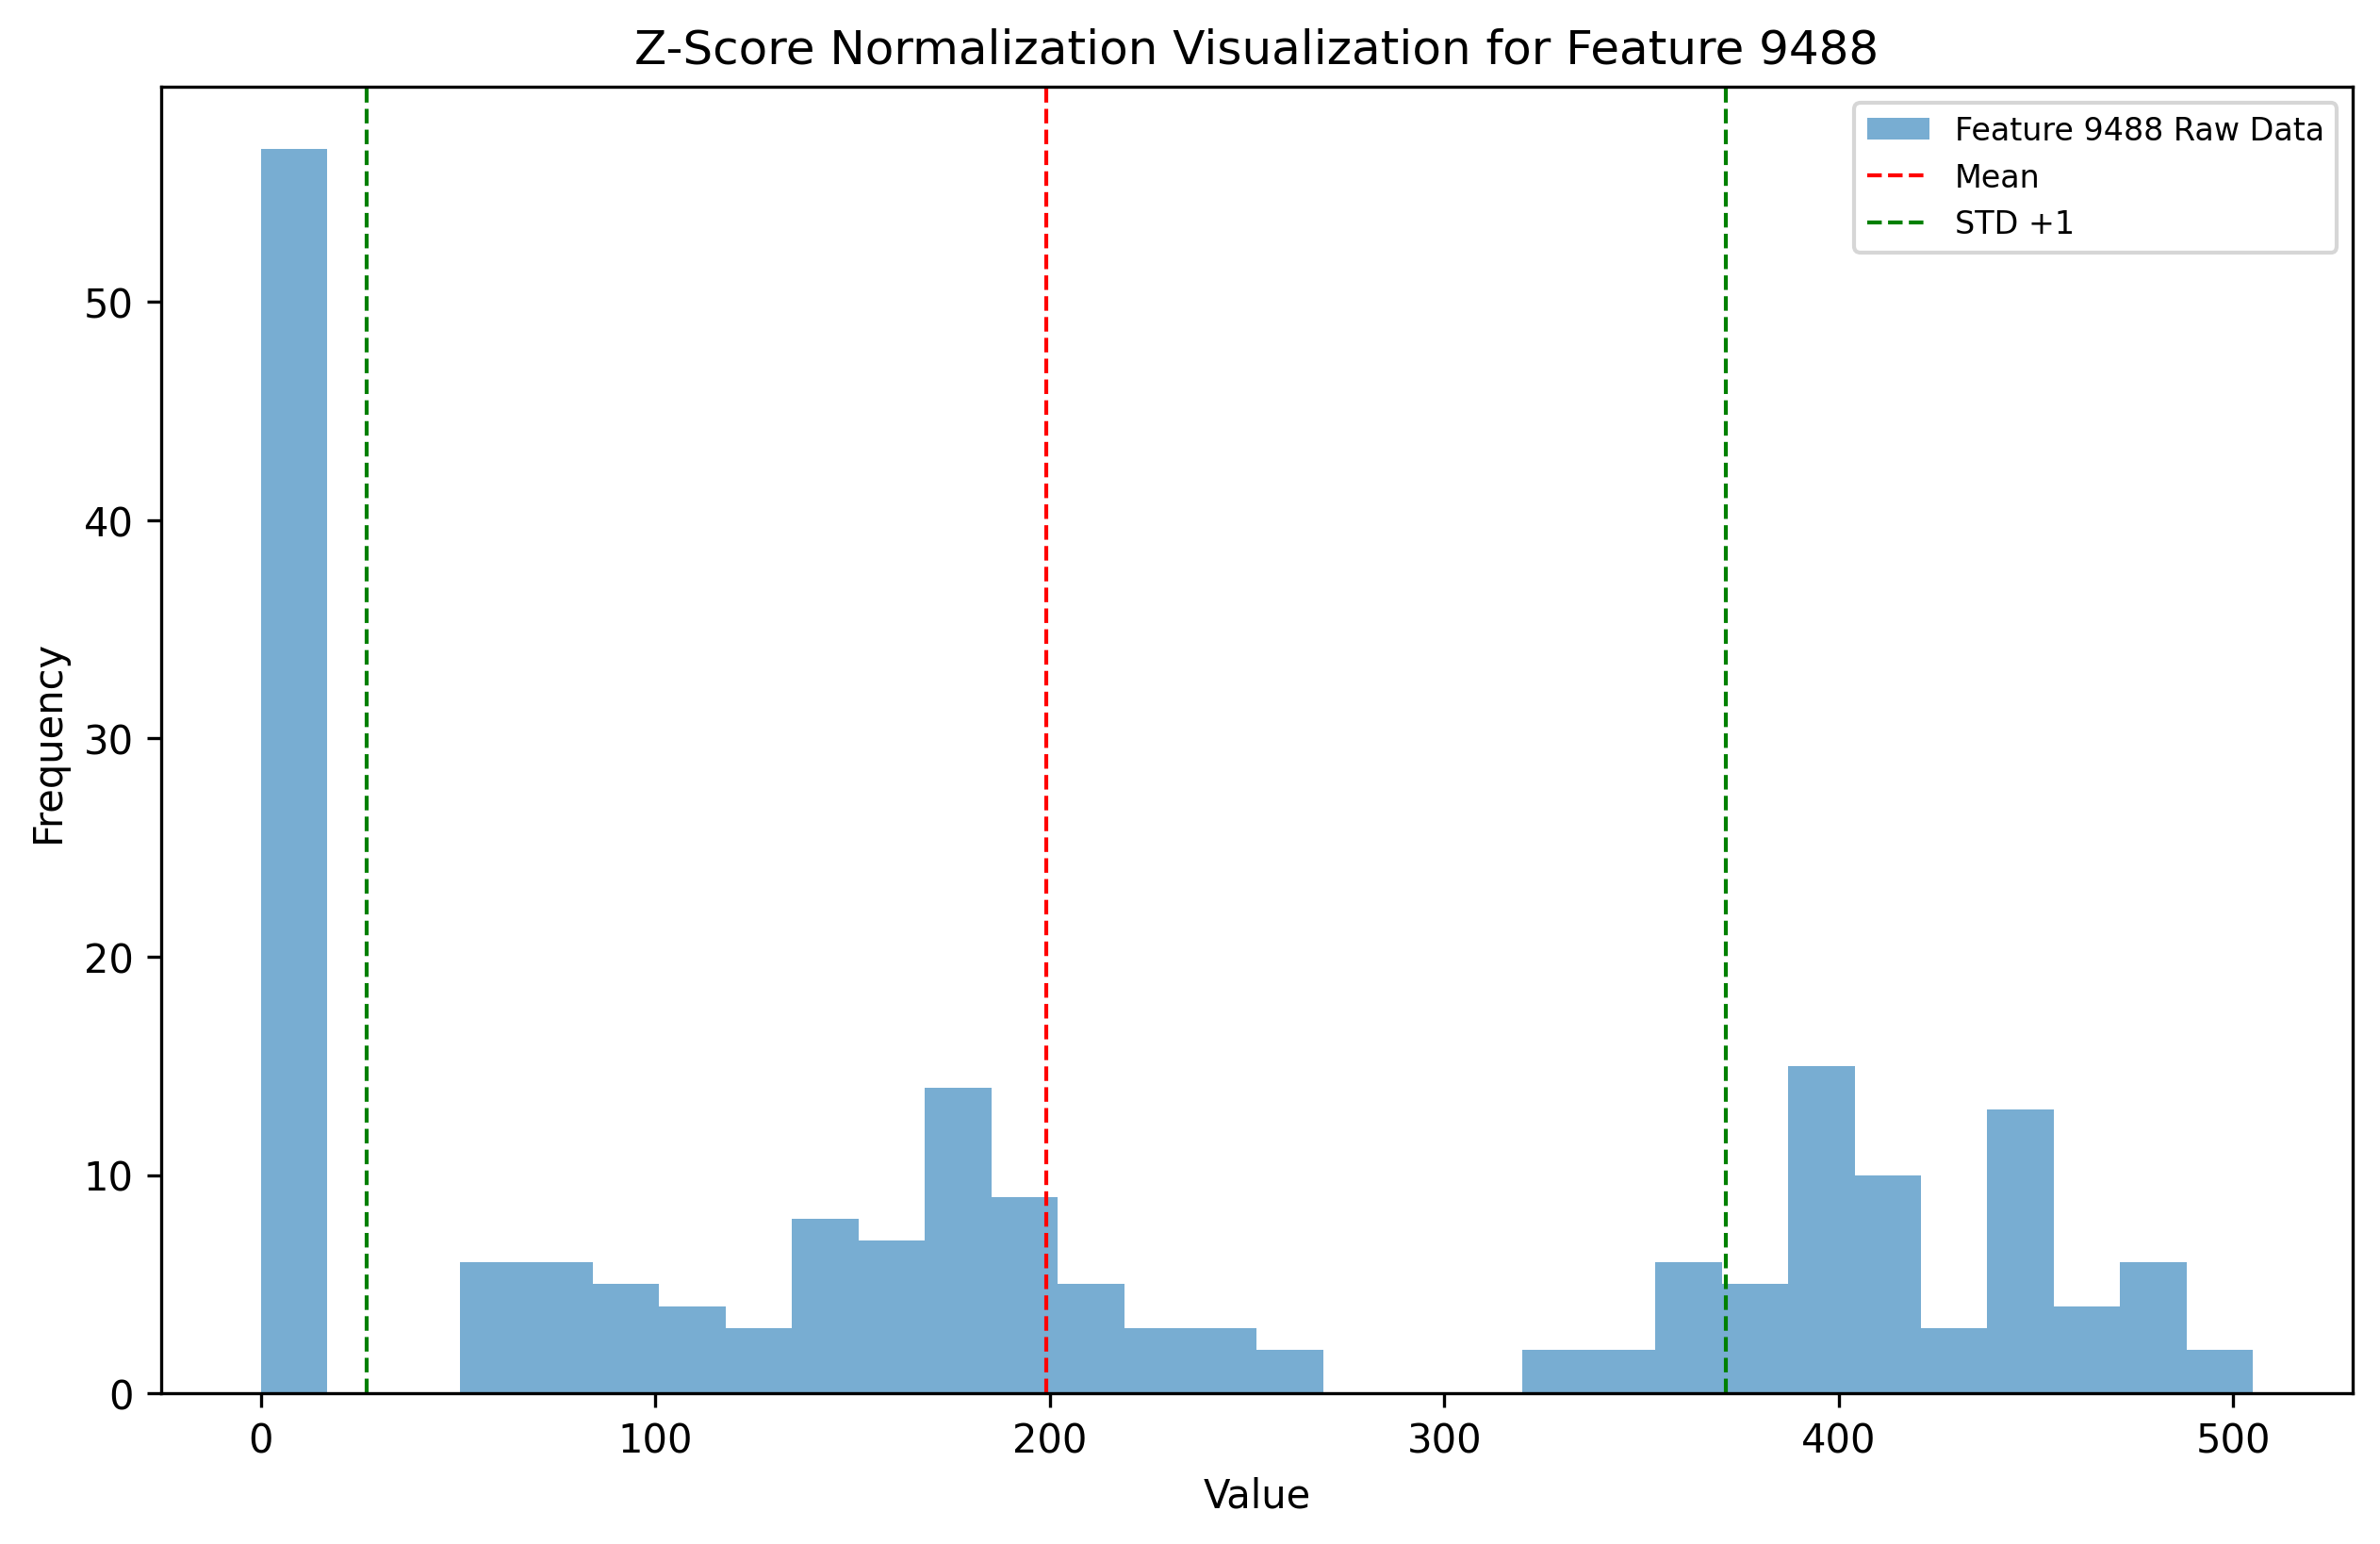 Z-Score Normalization Visualization for Feature 9488
Feature 9488 Raw Data
Mean
STD +1
50
40
30
20
10
0
Frequency
0 100 200 300 400 500
Value